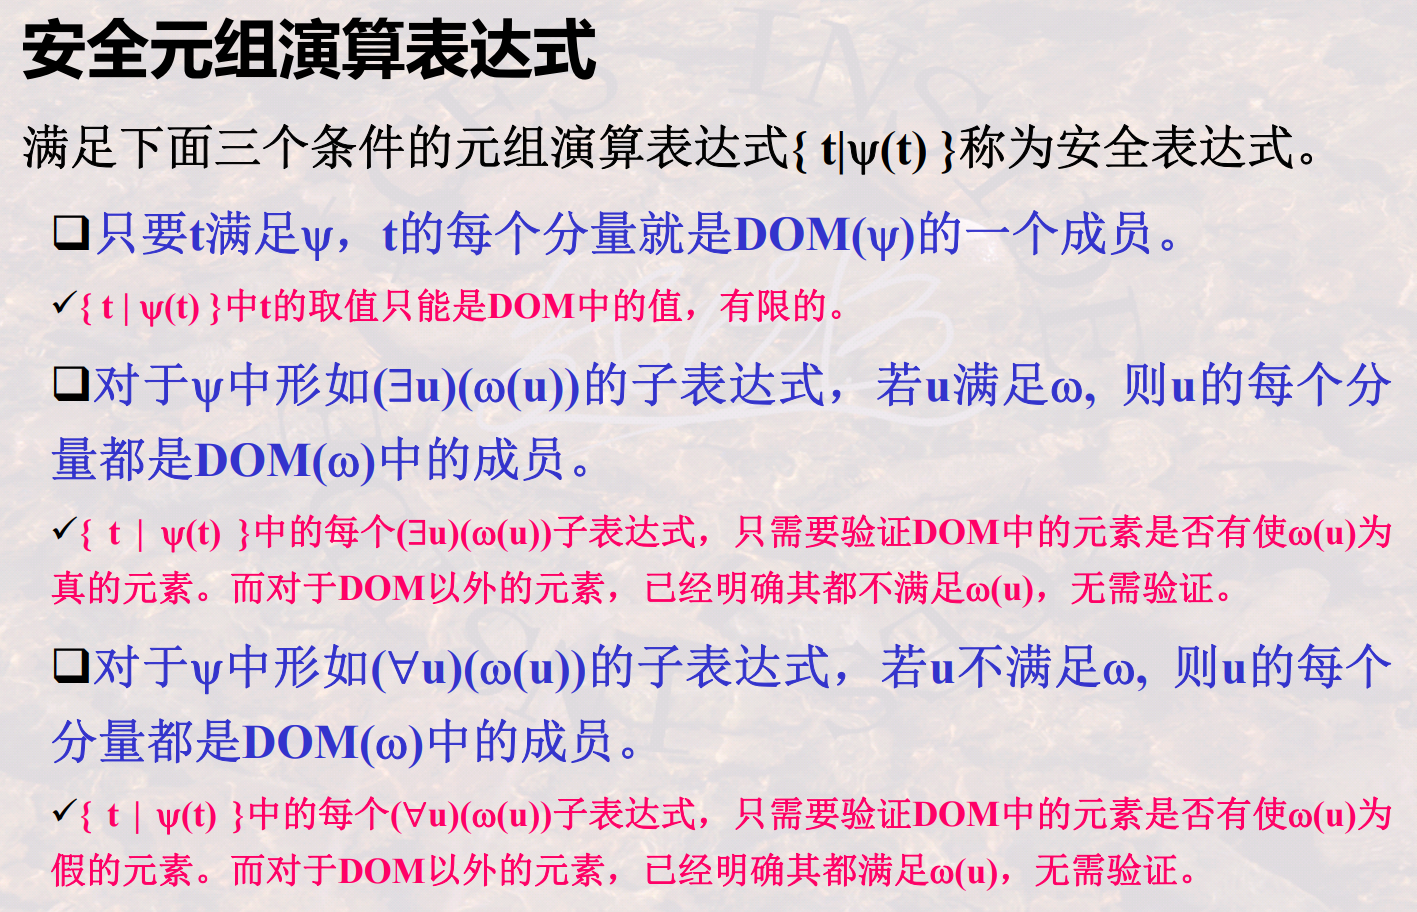 安全元组演算表达式
满足下面三个条件的元组演算表达式{ t|ψ(t) }称为安全表达式。
❑只要t满足ψ，t的每个分量就是DOM(ψ)的一个成员。
✓{ t | ψ(t) }中t的取值只能是DOM中的值，有限的。
❑对于ψ中形如(∃u)(ω(u))的子表达式，若u满足ω, 则u的每个分
量都是DOM(ω)中的成员。
✓{ t | ψ(t) }中的每个(∃u)(ω(u))子表达式，只需要验证DOM中的元素是否有使ω(u)为
真的元素。而对于DOM以外的元素，已经明确其都不满足ω(u)，无需验证。
❑对于ψ中形如(∀u)(ω(u))的子表达式，若u不满足ω, 则u的每个
分量都是DOM(ω)中的成员。
✓{ t | ψ(t) }中的每个(∀u)(ω(u))子表达式，只需要验证DOM中的元素是否有使ω(u)为
假的元素。而对于DOM以外的元素，已经明确其都满足ω(u)，无需验证。